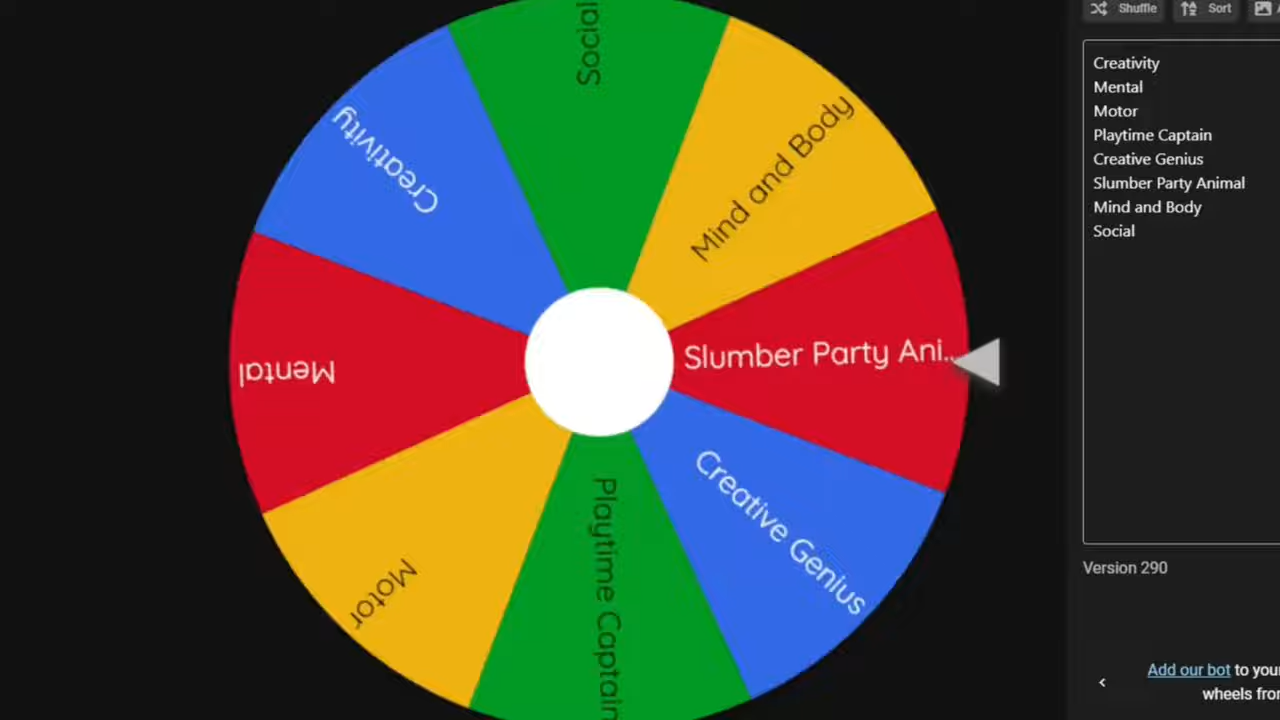 Shuffle
Sort
Social
Mind and Body
Creativity
Slumber Party Ani...
Mental
Creative Genius
Motor
Playtime Captain
Creativity
Mental
Motor
Playtime Captain
Creative Genius
Slumber Party Animal
Mind and Body
Social
Version 290
Add our bot to your
wheels from